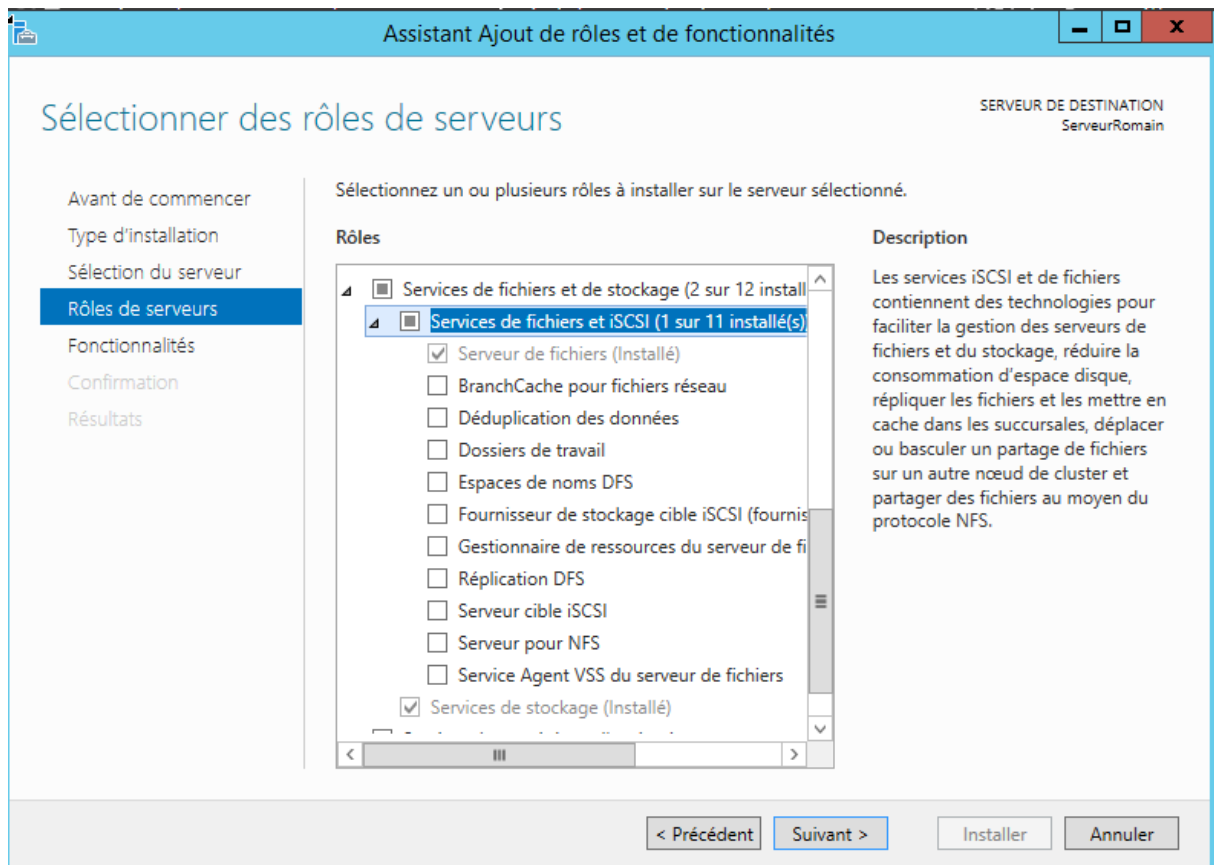 Assistant Ajout de rôles et de fonctionnalités
Sélectionner des rôles de serveurs
SERVEUR DE DESTINATION
ServeurRomain
Avant de commencer
Type d'installation
Sélection du serveur
Rôles de serveurs
Fonctionnalités
Confirmation
Résultats
Sélectionnez un ou plusieurs rôles à installer sur le serveur sélectionné.
Rôles
Services de fichiers et de stockage (2 sur 12 install
Services de fichiers et iSCSI (1 sur 11 installé(s)
Serveur de fichiers (Installé)
BranchCache pour fichiers réseau
Déduplication des données
Dossiers de travail
Espaces de noms DFS
Fournisseur de stockage cible iSCSI (fournis
Gestionnaire de ressources du serveur de fi
Réplication DFS
Serveur cible iSCSI
Serveur pour NFS
Service Agent VSS du serveur de fichiers
Services de stockage (Installé)
Description
Les services iSCSI et de fichiers
contiennent des technologies pour
faciliter la gestion des serveurs de
fichiers et du stockage, réduire la
consommation d'espace disque,
répliquer les fichiers et les mettre en
cache dans les succursales, déplacer
ou basculer un partage de fichiers
sur un autre nœud de cluster et
partager des fichiers au moyen du
protocole NFS.
< Précédent
Suivant >
Installer
Annuler